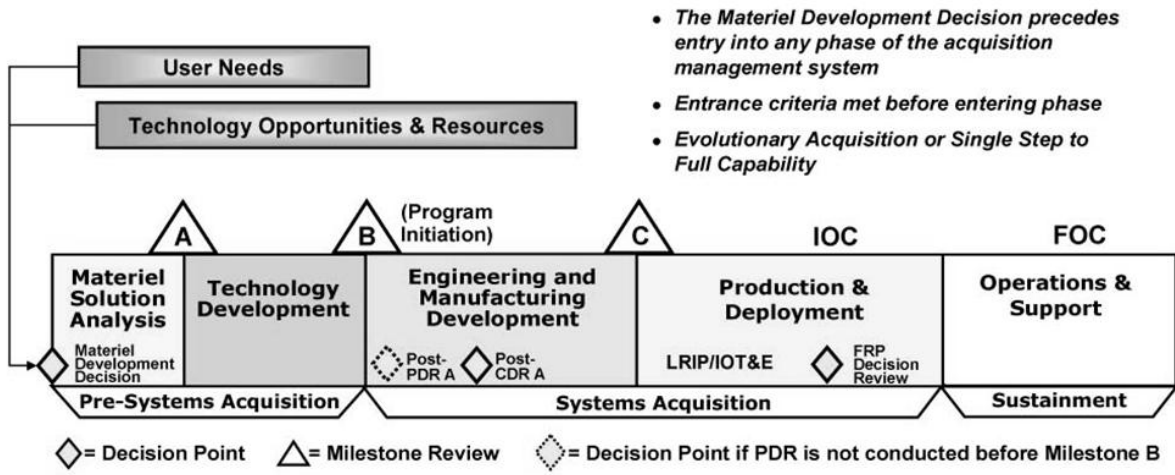 • The Materiel Development Decision precedes
entry into any phase of the acquisition
management system
• Entrance criteria met before entering phase
• Evolutionary Acquisition or Single Step to
Full Capability
User Needs
Technology Opportunities & Resources
A
B
(Program
Initiation)
C
IOC
FOC
Materiel
Solution
Analysis
Materiel
Development
Decision
Technology
Development
Engineering and
Manufacturing
Development
Post-
PDR A
Post-
CDR A
Production &
Deployment
LRIP/IOT&E
FRP
Decision
Review
Operations &
Support
Pre-Systems Acquisition
Systems Acquisition
Sustainment
= Decision Point
= Milestone Review
= Decision Point if PDR is not conducted before Milestone B